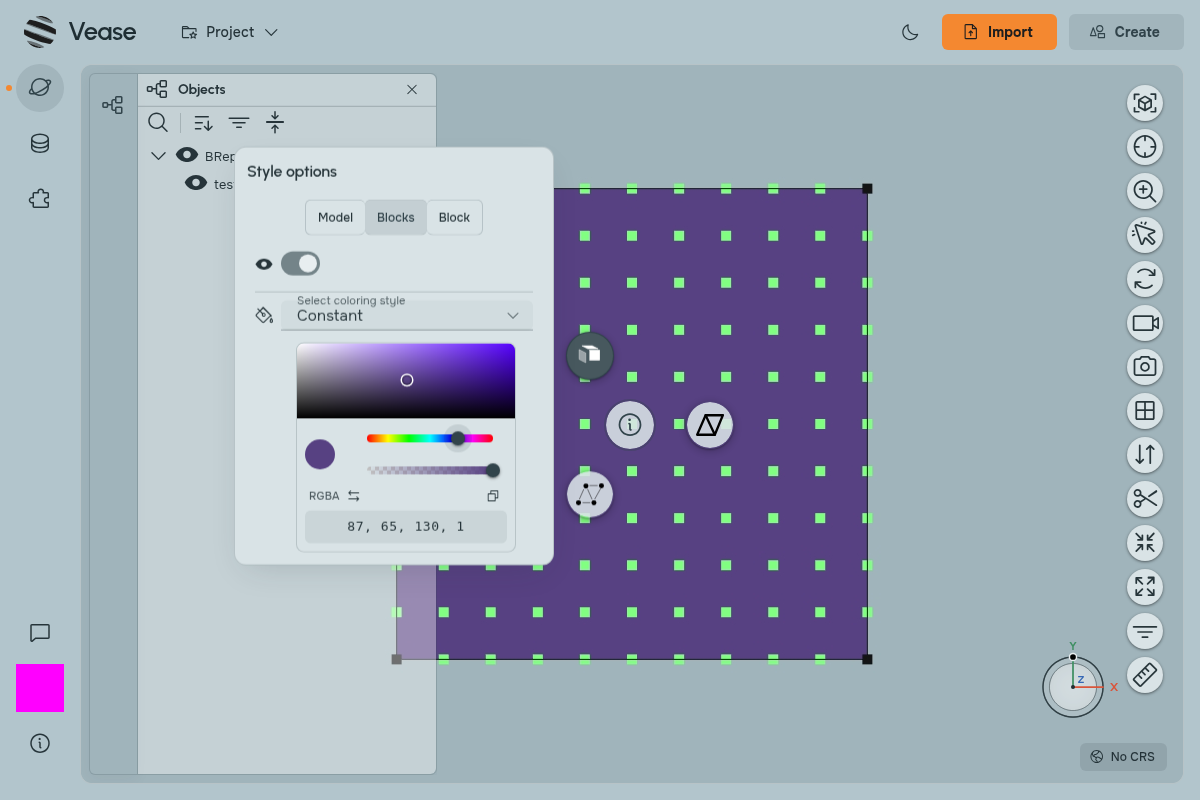 Vease
Project
Import
Create
Objects
BRep
Style options
Model
Blocks
Block
Select coloring style
Constant
RGBA
87, 65, 130, 1
Y
Z
X
No CRS